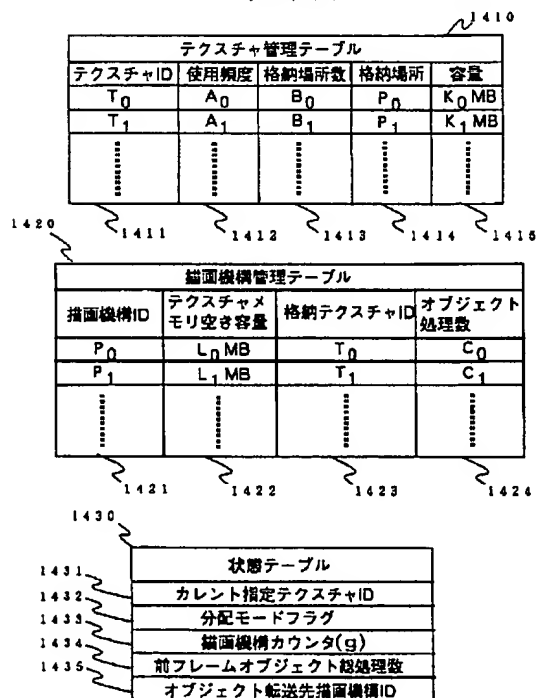 1410
テクスチャ管理テーブル
テクスチャID 使用頻度 格納場所数 格納場所 容量
T0 A0 B0 P0 K0 MB
T1 A1 B1 P1 K1 MB
1411 1412 1413 1414 1415
1420
描画機構管理テーブル
描画機構ID テクスチャメモリ空き容量 格納テクスチャID オブジェクト処理数
P0 L0 MB T0 C0
P1 L1 MB T1 C1
1421 1422 1423 1424
1430
状態テーブル
1431 カレント指定テクスチャID
1432 分配モードフラグ
1433 描画機構カウンタ(g)
1434 前フレームオブジェクト総処理数
1435 オブジェクト転送先描画機構ID